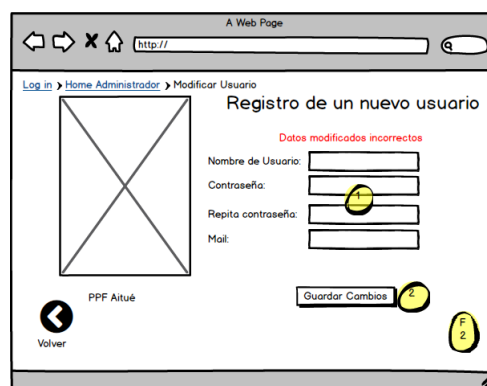 A Web Page
http://
Log in > Home Administrador > Modificar Usuario
Registro de un nuevo usuario
Datos modificados incorrectos
Nombre de Usuario:
Contraseña:
1
Repita contraseña:
Mail:
PPF Aitué
Guardar Cambios
2
Volver
F
2